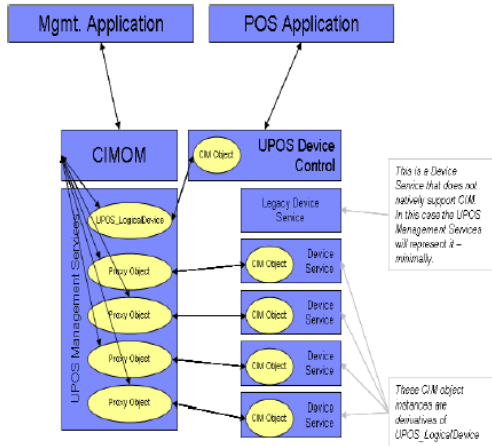 Mgmt. Application
POS Application
CIMOM
CIM Object
UPOS Device
Control
UPOS Management Services
UPOS_LogicalDevice
Legacy Device
Service
This is a Device
Service that does not
natively support CIM.
In this case the UPOS
Management Services
will represent it –
minimally.
Proxy Object
CIM Object
Device
Service
Proxy Object
CIM Object
Device
Service
Proxy Object
CIM Object
Device
Service
Proxy Object
CIM Object
Device
Service
These CIM object
instances are
derivatives of
UPOS_LogicalDevice